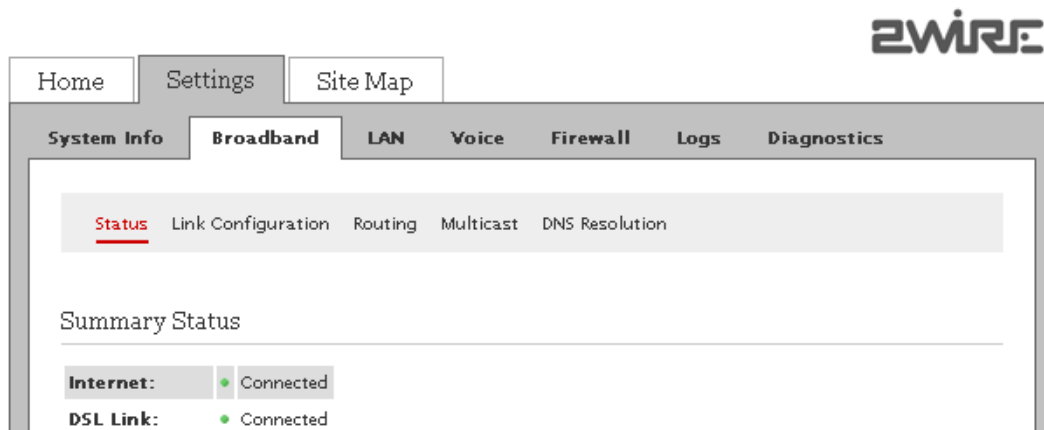 2WIRE
Home Settings Site Map
System Info Broadband LAN Voice Firewall Logs Diagnostics
Status Link Configuration Routing Multicast DNS Resolution
Summary Status
Internet: Connected
DSL Link: Connected